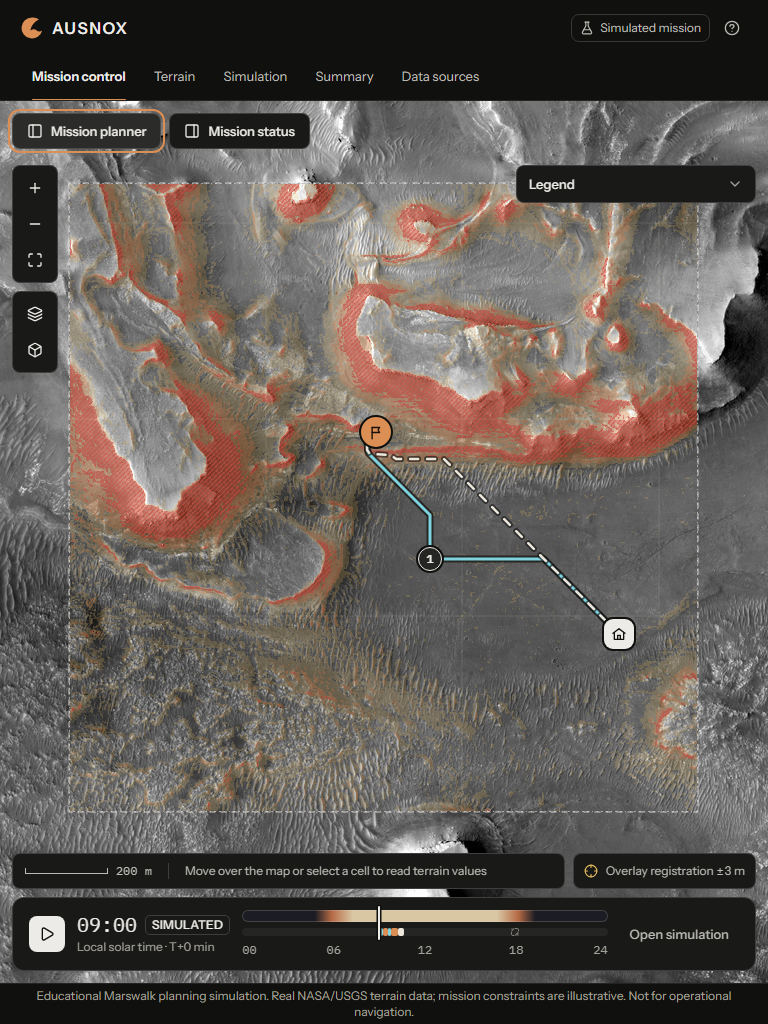 AUSNOX
Simulated mission
Mission control
Terrain
Simulation
Summary
Data sources
Mission planner
Mission status
Legend
1
200 m
Move over the map or select a cell to read terrain values
Overlay registration ±3 m
09:00 SIMULATED
Local solar time · T+0 min
00 06 12 18 24
Open simulation
Educational Marswalk planning simulation. Real NASA/USGS terrain data; mission constraints are illustrative. Not for operational
navigation.